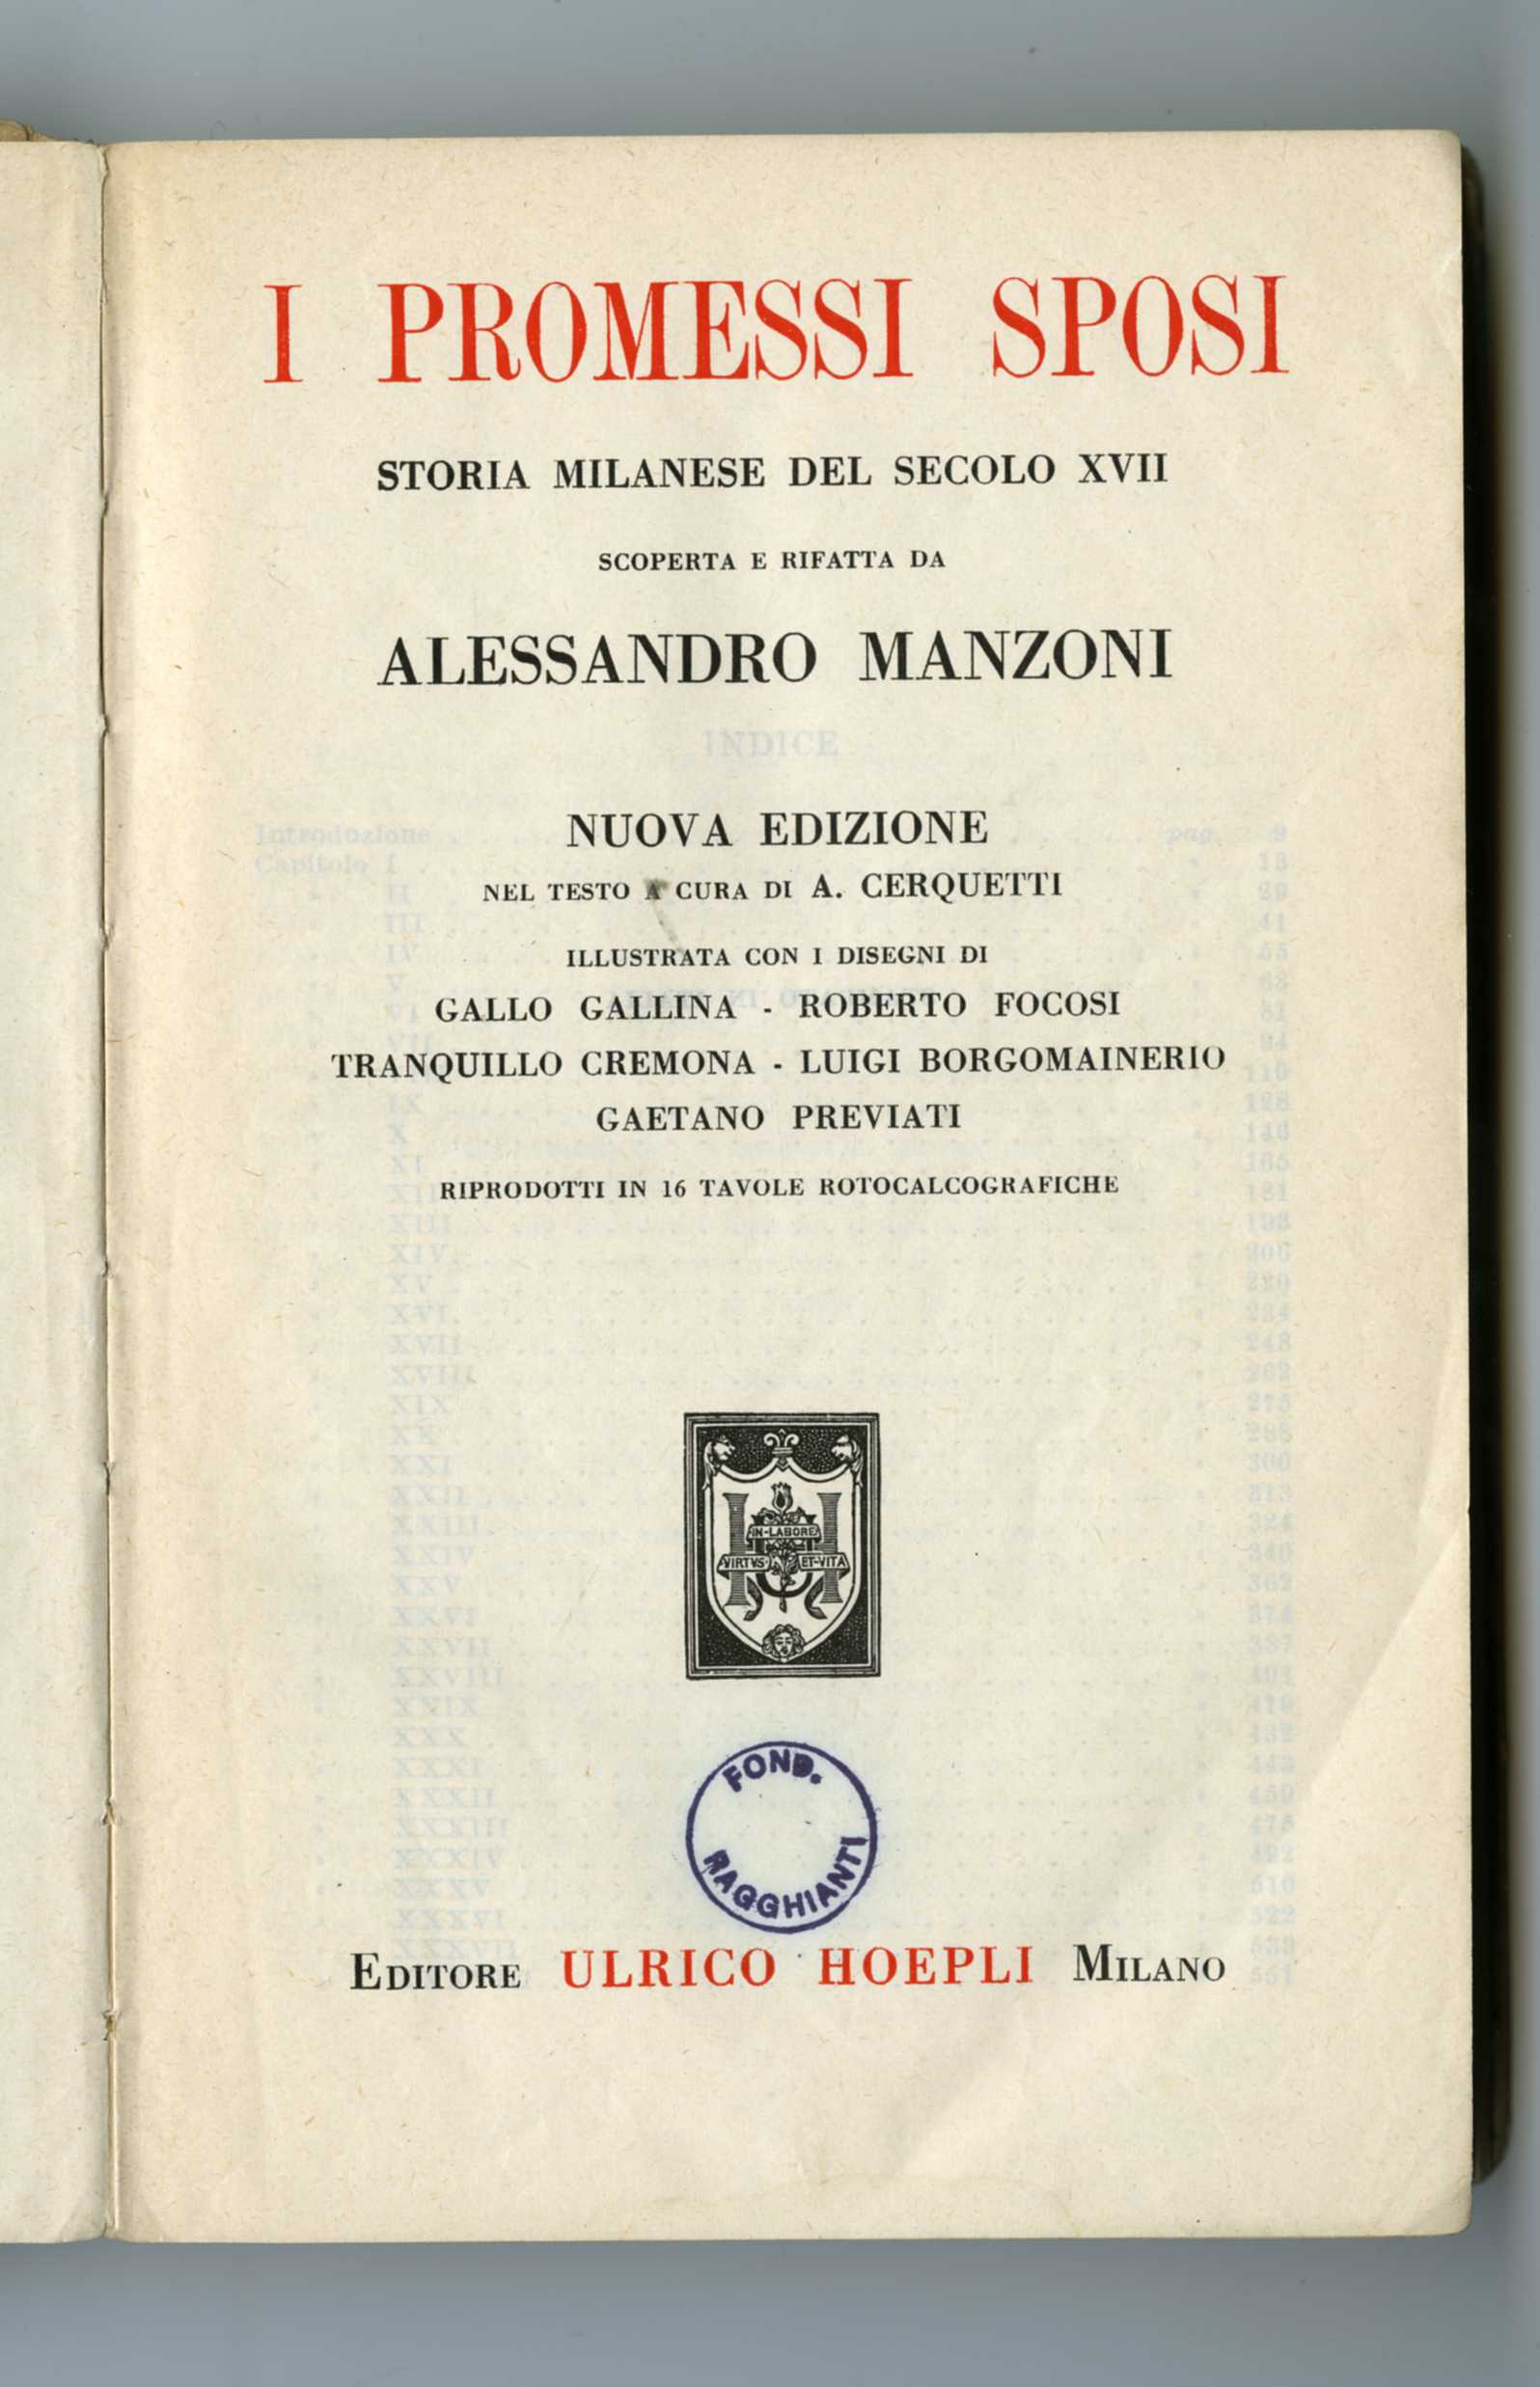 I PROMESSI SPOSI
STORIA MILANESE DEL SECOLO XVII
SCOPERTA E RIFATTA DA
ALESSANDRO MANZONI
INDICE
NUOVA EDIZIONE
NEL TESTO A CURA DI A. CERQUETTI
ILLUSTRATA CON I DISEGNI DI
GALLO GALLINA - ROBERTO FOCOSI
TRANQUILLO CREMONA - LUIGI BORGOMAINERIO
GAETANO PREVIATI
RIPRODOTTI IN 16 TAVOLE ROTOCALCOGRAFICHE
IN-LABORE
VIRTVS ET-VITA
FOND.
RAGGHIANTI
EDITORE ULRICO HOEPLI MILANO